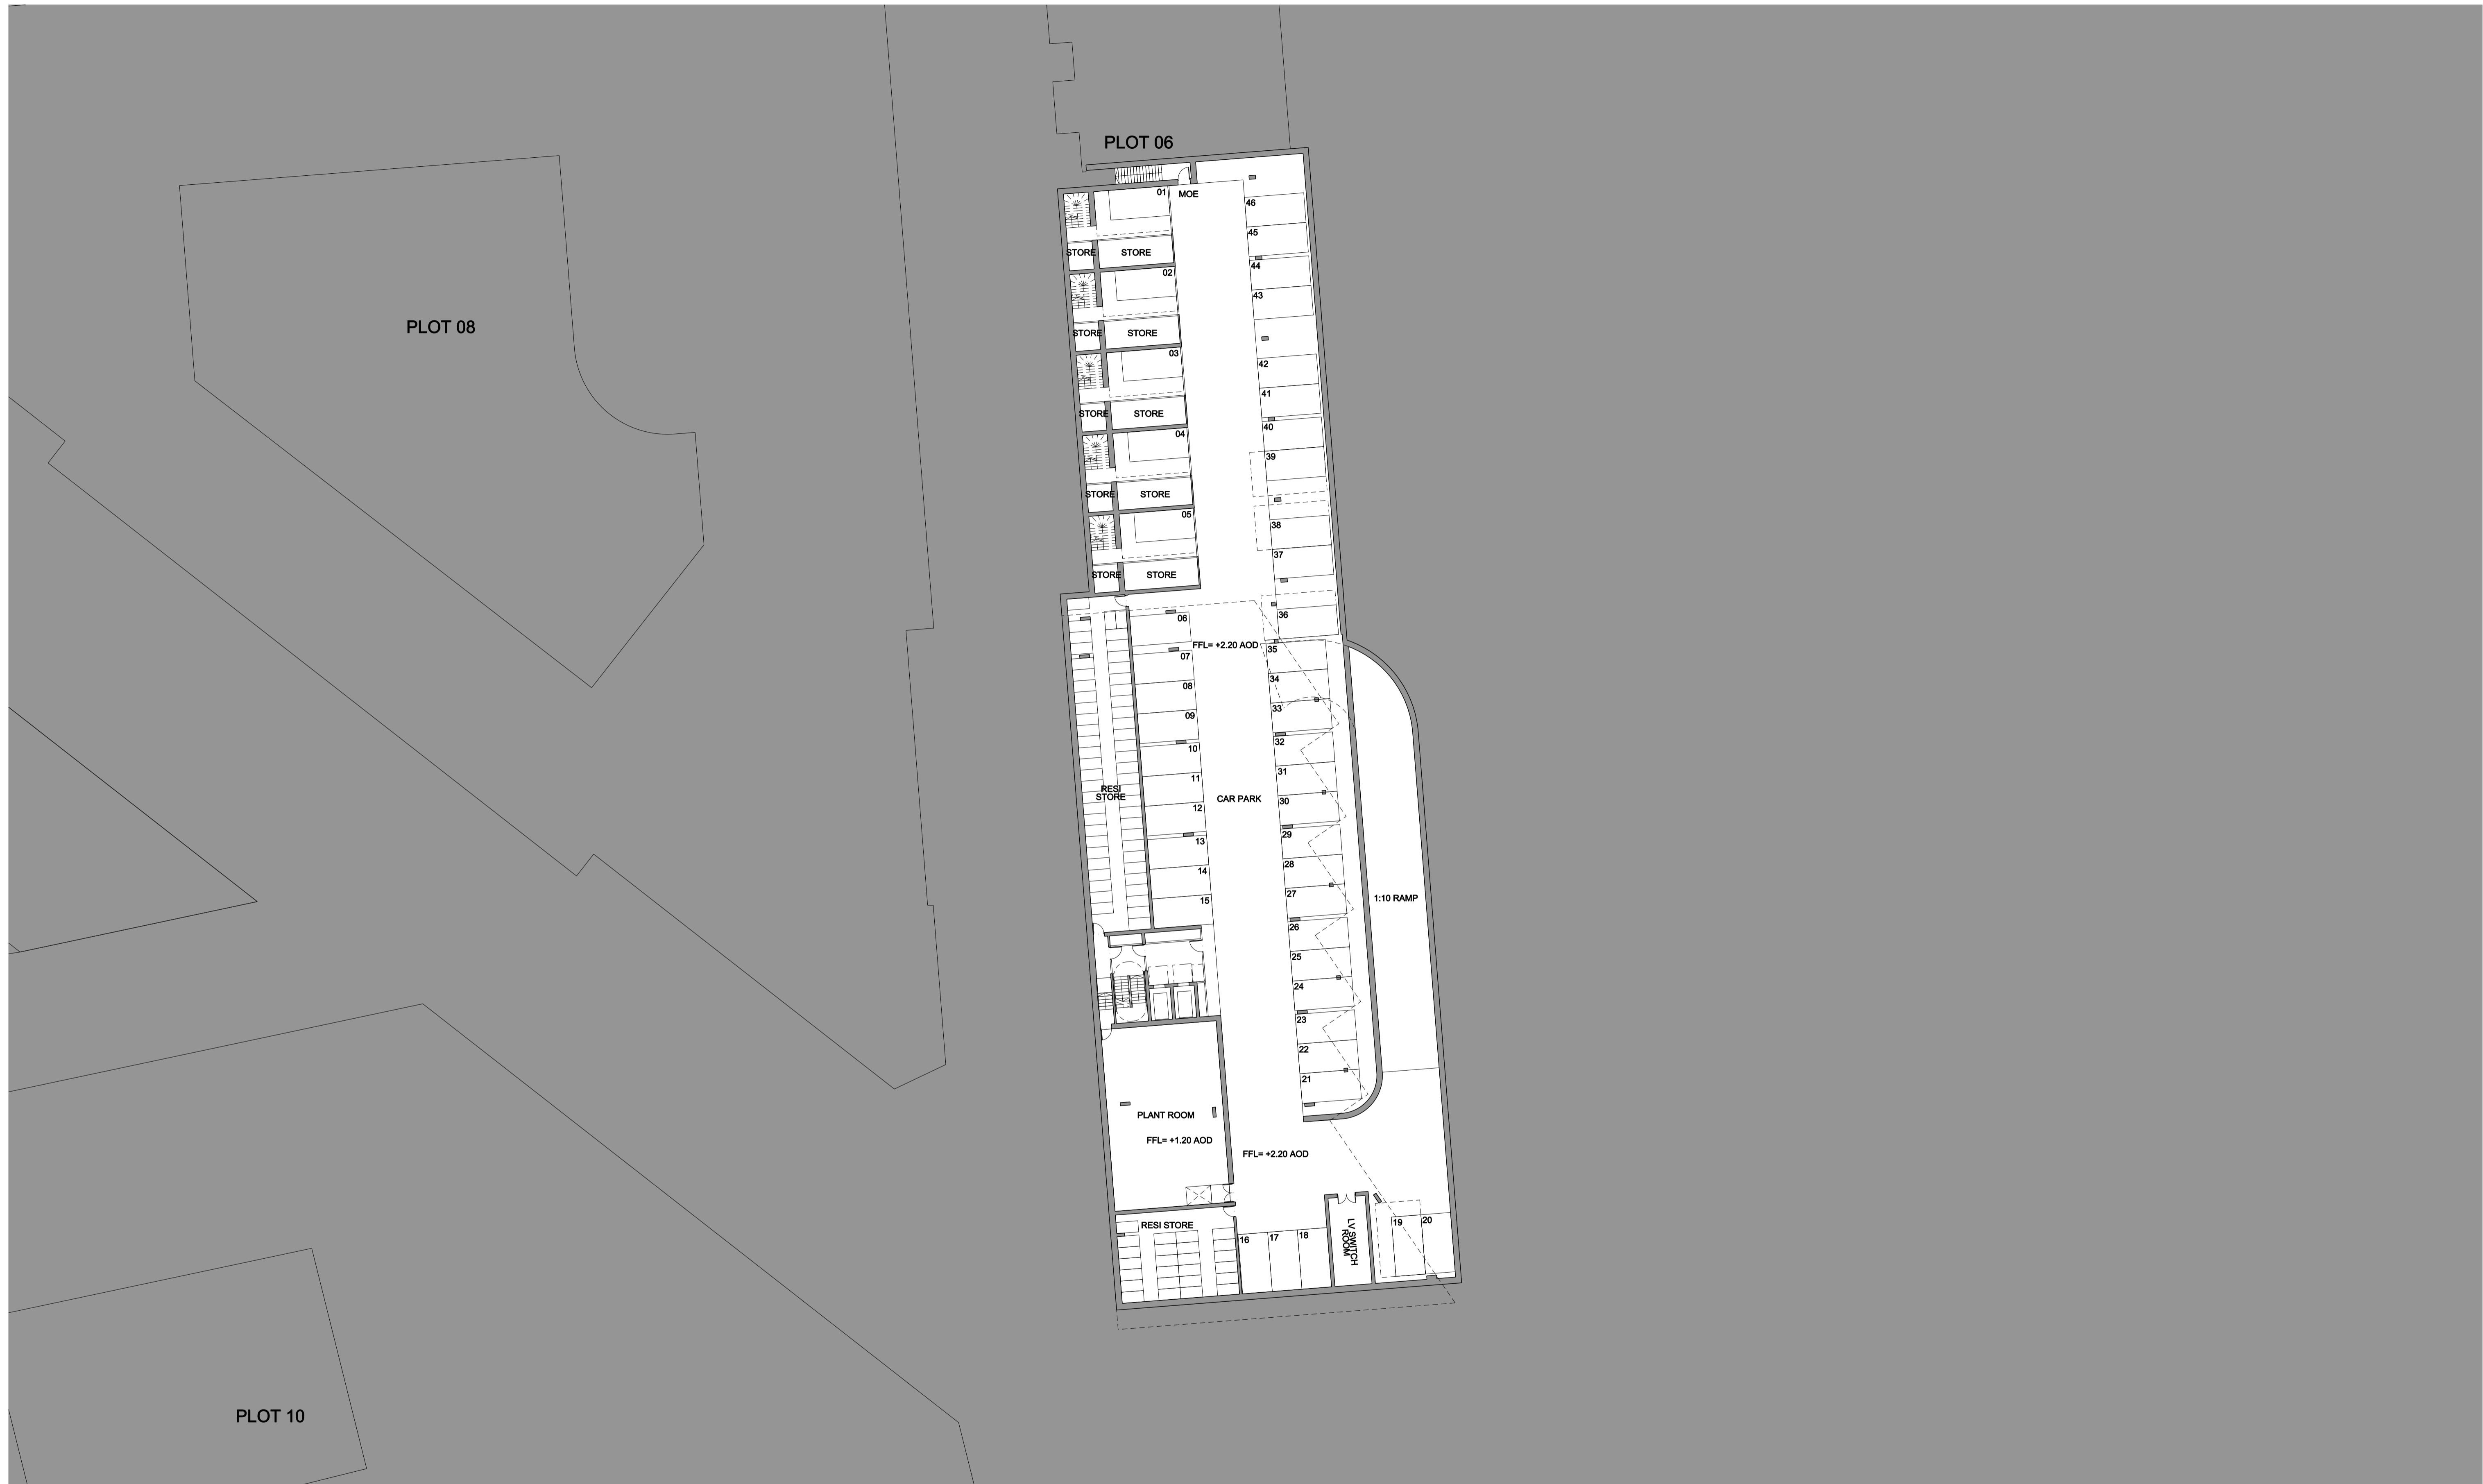 PLOT 06
01
MOE
46
45
STORE
STORE
44
02
43
STORE
STORE
03
42
41
STORE
STORE
40
04
39
STORE
STORE
05
38
37
STORE
STORE
06
36
FFL= +2.20 AOD
35
07
34
08
33
09
32
10
31
11
RESI
STORE
CAR PARK
30
12
29
13
28
14
27
15
1:10 RAMP
26
25
24
23
22
21
PLANT ROOM
FFL= +1.20 AOD
FFL= +2.20 AOD
RESI STORE
16
17
18
LV SWITCH
ROOM
19
20
PLOT 08
PLOT 10